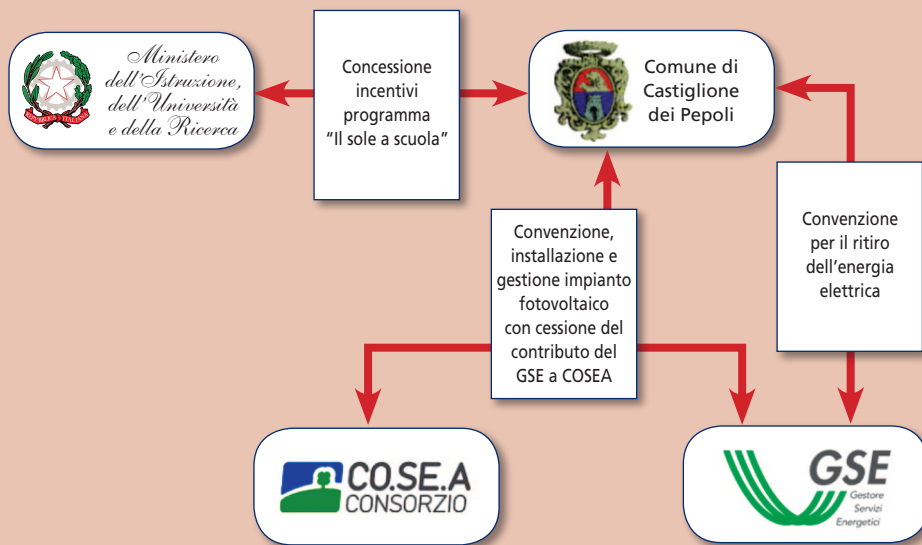 Ministero
dell'Istruzione,
dell'Università
e della Ricerca
REPVBBLICA ITALIANA
Concessione
incentivi
programma
"Il sole a scuola"
Comune di
Castiglione
dei Pepoli
Convenzione,
installazione e
gestione impianto
fotovoltaico
con cessione del
contributo del
GSE a COSEA
Convenzione
per il ritiro
dell'energia
elettrica
CO.SE.A
CONSORZIO
GSE
Gestore
Servizi
Energetici